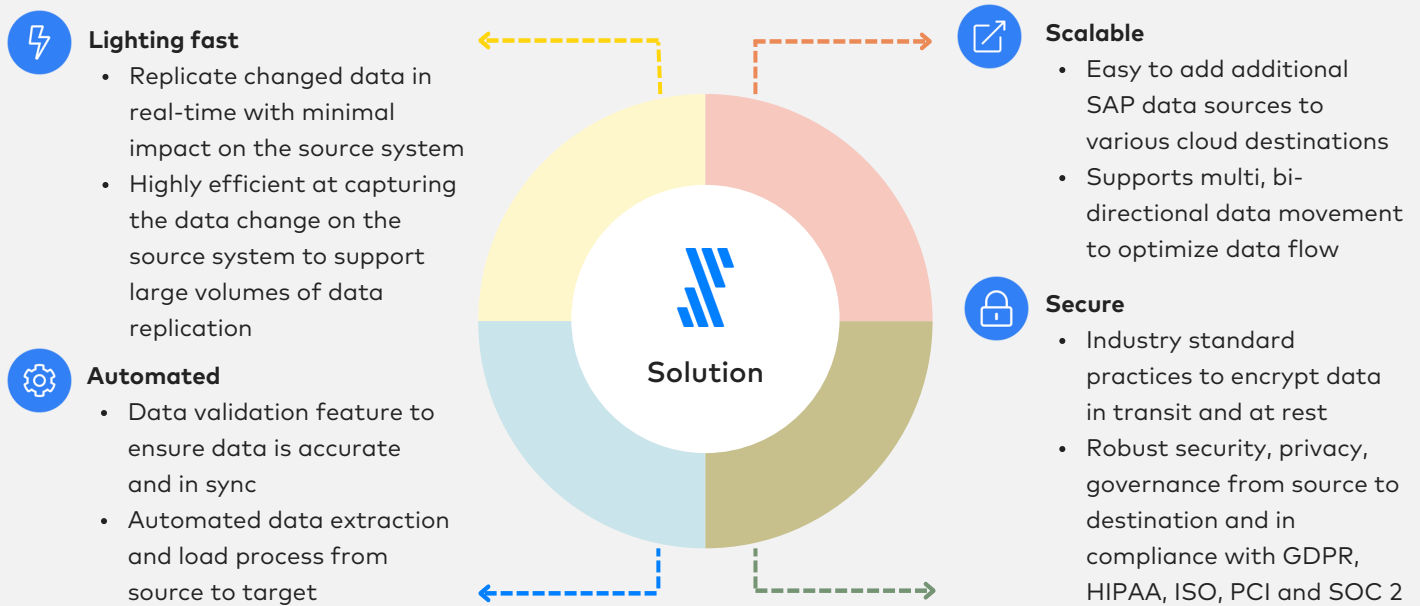 Lighting fast
• Replicate changed data in
real-time with minimal
impact on the source system
• Highly efficient at capturing
the data change on the
source system to support
large volumes of data
replication
Automated
• Data validation feature to
ensure data is accurate
and in sync
• Automated data extraction
and load process from
source to target
Solution
Scalable
• Easy to add additional
SAP data sources to
various cloud destinations
• Supports multi, bi-
directional data movement
to optimize data flow
Secure
• Industry standard
practices to encrypt data
in transit and at rest
• Robust security, privacy,
governance from source to
destination and in
compliance with GDPR,
HIPAA, ISO, PCI and SOC 2